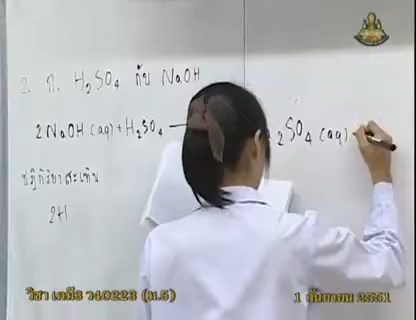 2. ก. H₂SO₄ กับ NaOH
2NaOH (aq) + H₂SO₄ → ₂SO₄ (aq) +
ปฏิกิริยาสะเทิน
2H
วิชา เคมี3 ว40223 (ม.5)
1 กันยายน 2551